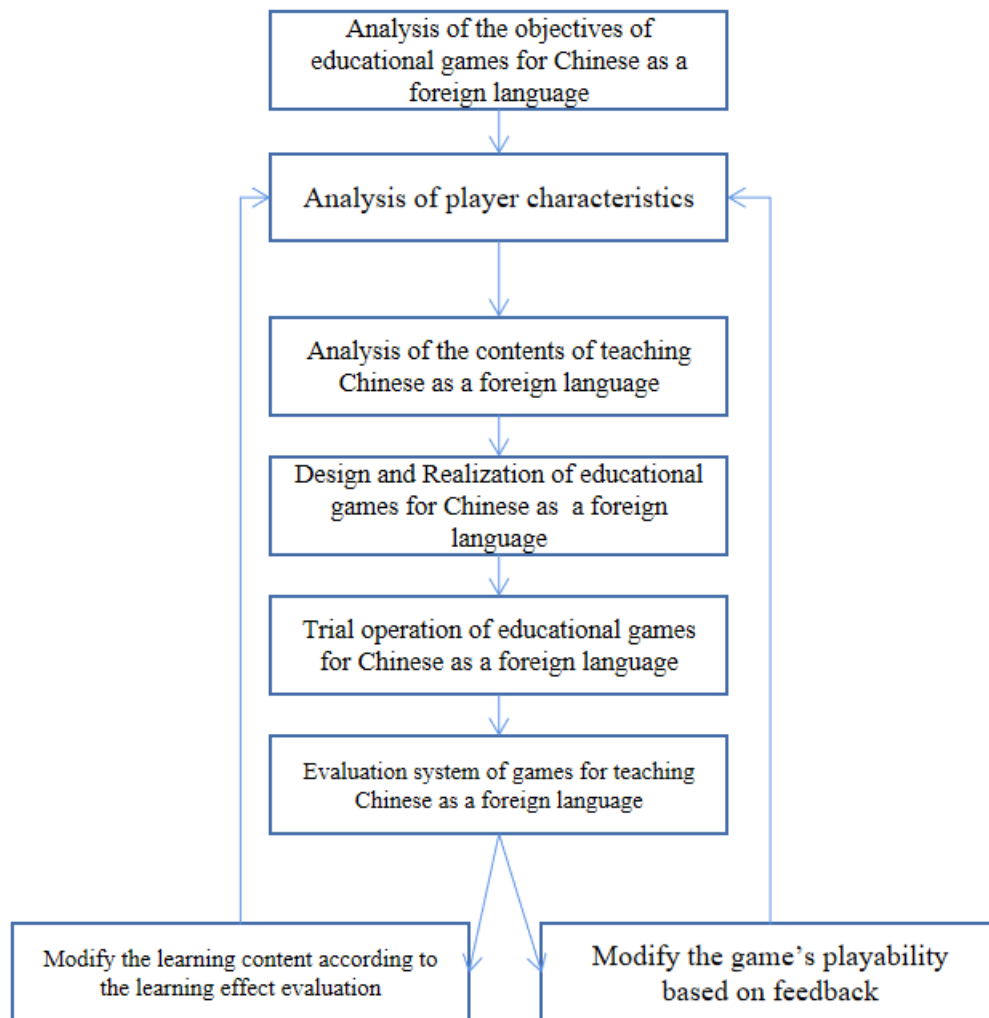 Analysis of the objectives of
educational games for Chinese as a
foreign language
Analysis of player characteristics
Analysis of the contents of teaching
Chinese as a foreign language
Design and Realization of educational
games for Chinese as a foreign
language
Trial operation of educational games
for Chinese as a foreign language
Evaluation system of games for teaching
Chinese as a foreign language
Modify the learning content according to
the learning effect evaluation
Modify the game’s playability
based on feedback